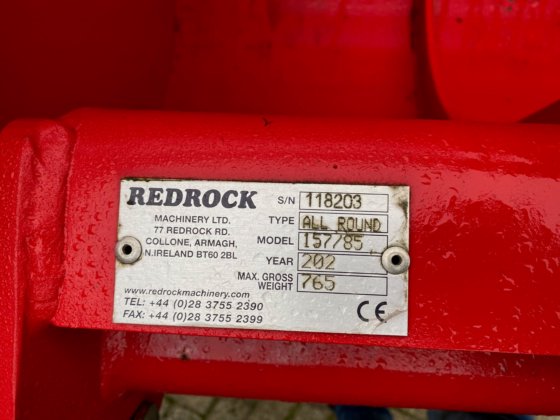 REDROCK
MACHINERY LTD.
77 REDROCK RD.
COLLONE, ARMAGH,
N.IRELAND BT60 2BL
www.redrockmachinery.com
TEL: +44 (0)28 3755 2390
FAX: +44 (0)28 3755 2399
S/N 118203
TYPE ALL ROUND
MODEL 157/85
YEAR 202
MAX. GROSS
WEIGHT 765
CE